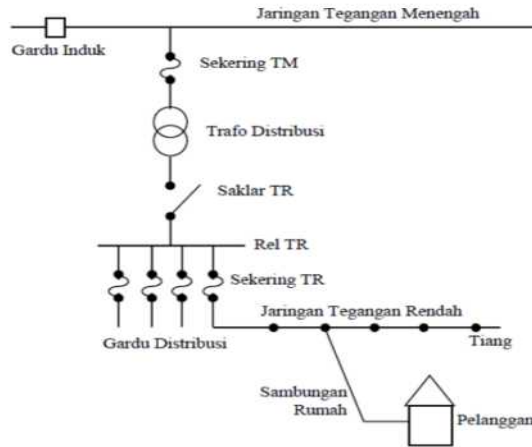 Jaringan Tegangan Menengah
Gardu Induk
Sekering TM
Trafo Distribusi
Saklar TR
Rel TR
Sekering TR
Jaringan Tegangan Rendah
Gardu Distribusi
Tiang
Sambungan
Rumah
Pelanggan